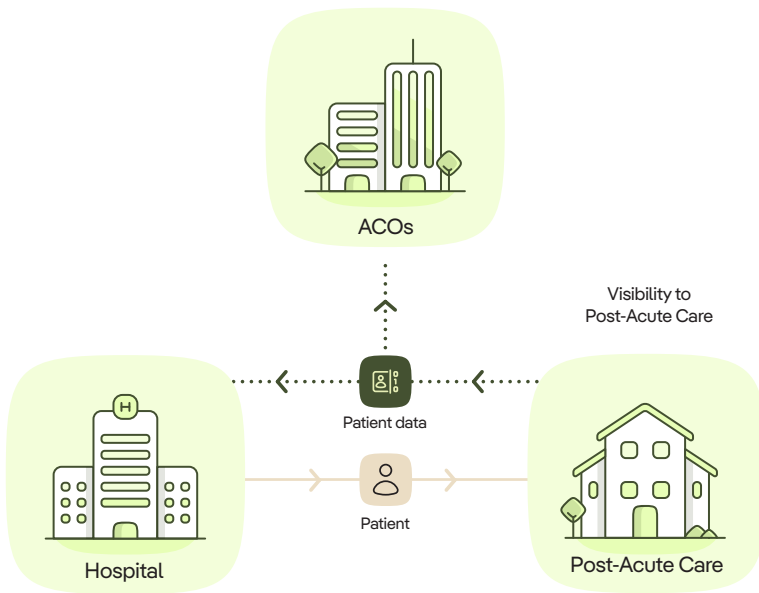 ACOs
Visibility to
Post-Acute Care
Patient data
Patient
H
Hospital
Post-Acute Care